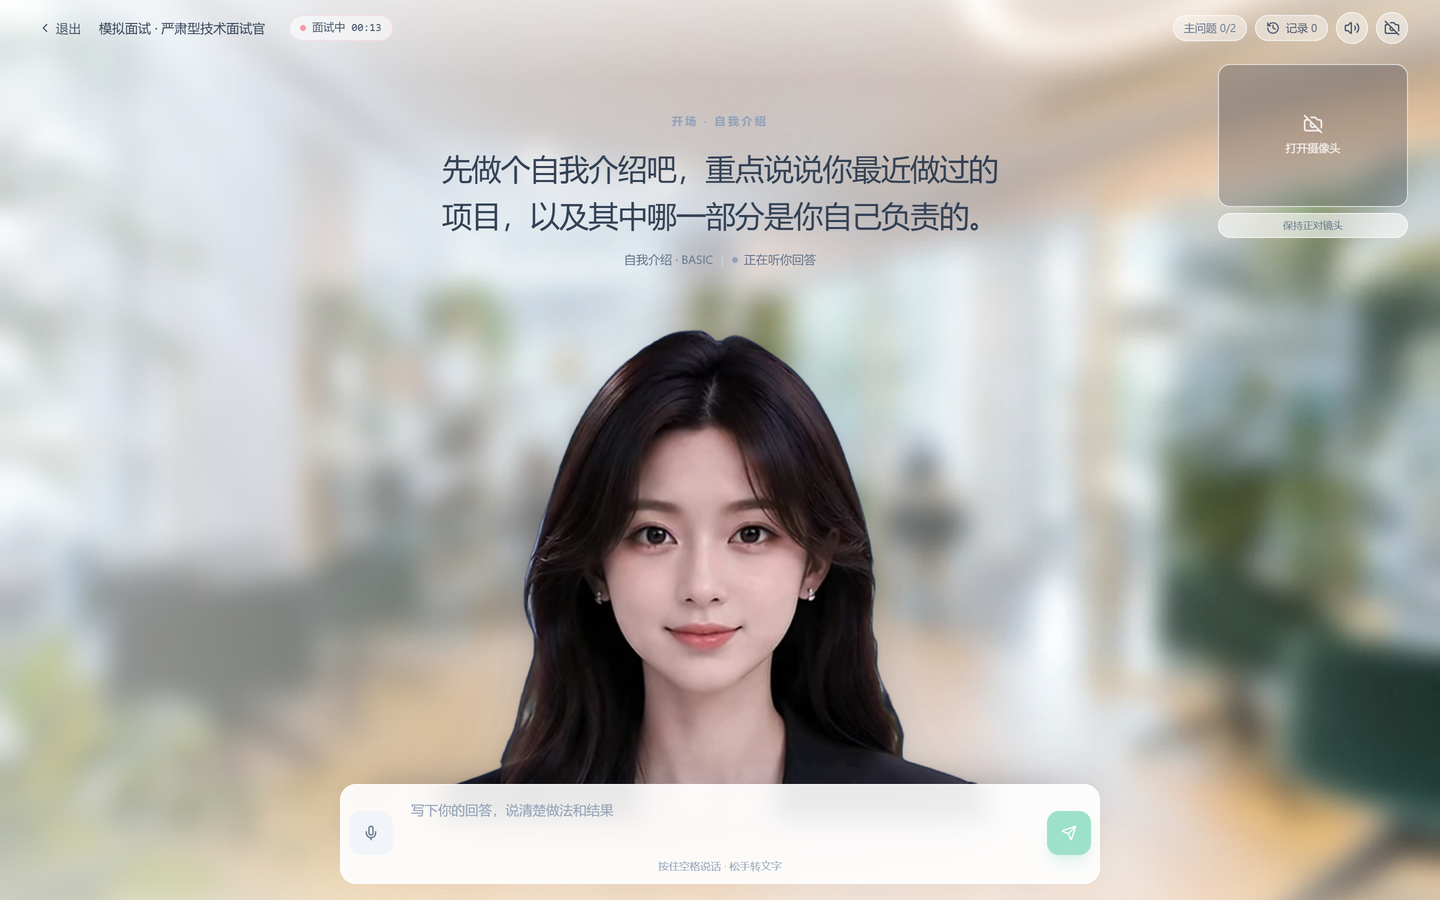 退出 模拟面试 · 严肃型技术面试官 面试中 00:13 主问题 0/2 记录 0
打开摄像头
保持正对镜头
开场 · 自我介绍
先做个自我介绍吧，重点说说你最近做过的
项目，以及其中哪一部分是你自己负责的。
自我介绍 · BASIC 正在听你回答
写下你的回答，说清楚做法和结果
按住空格说话 · 松手转文字